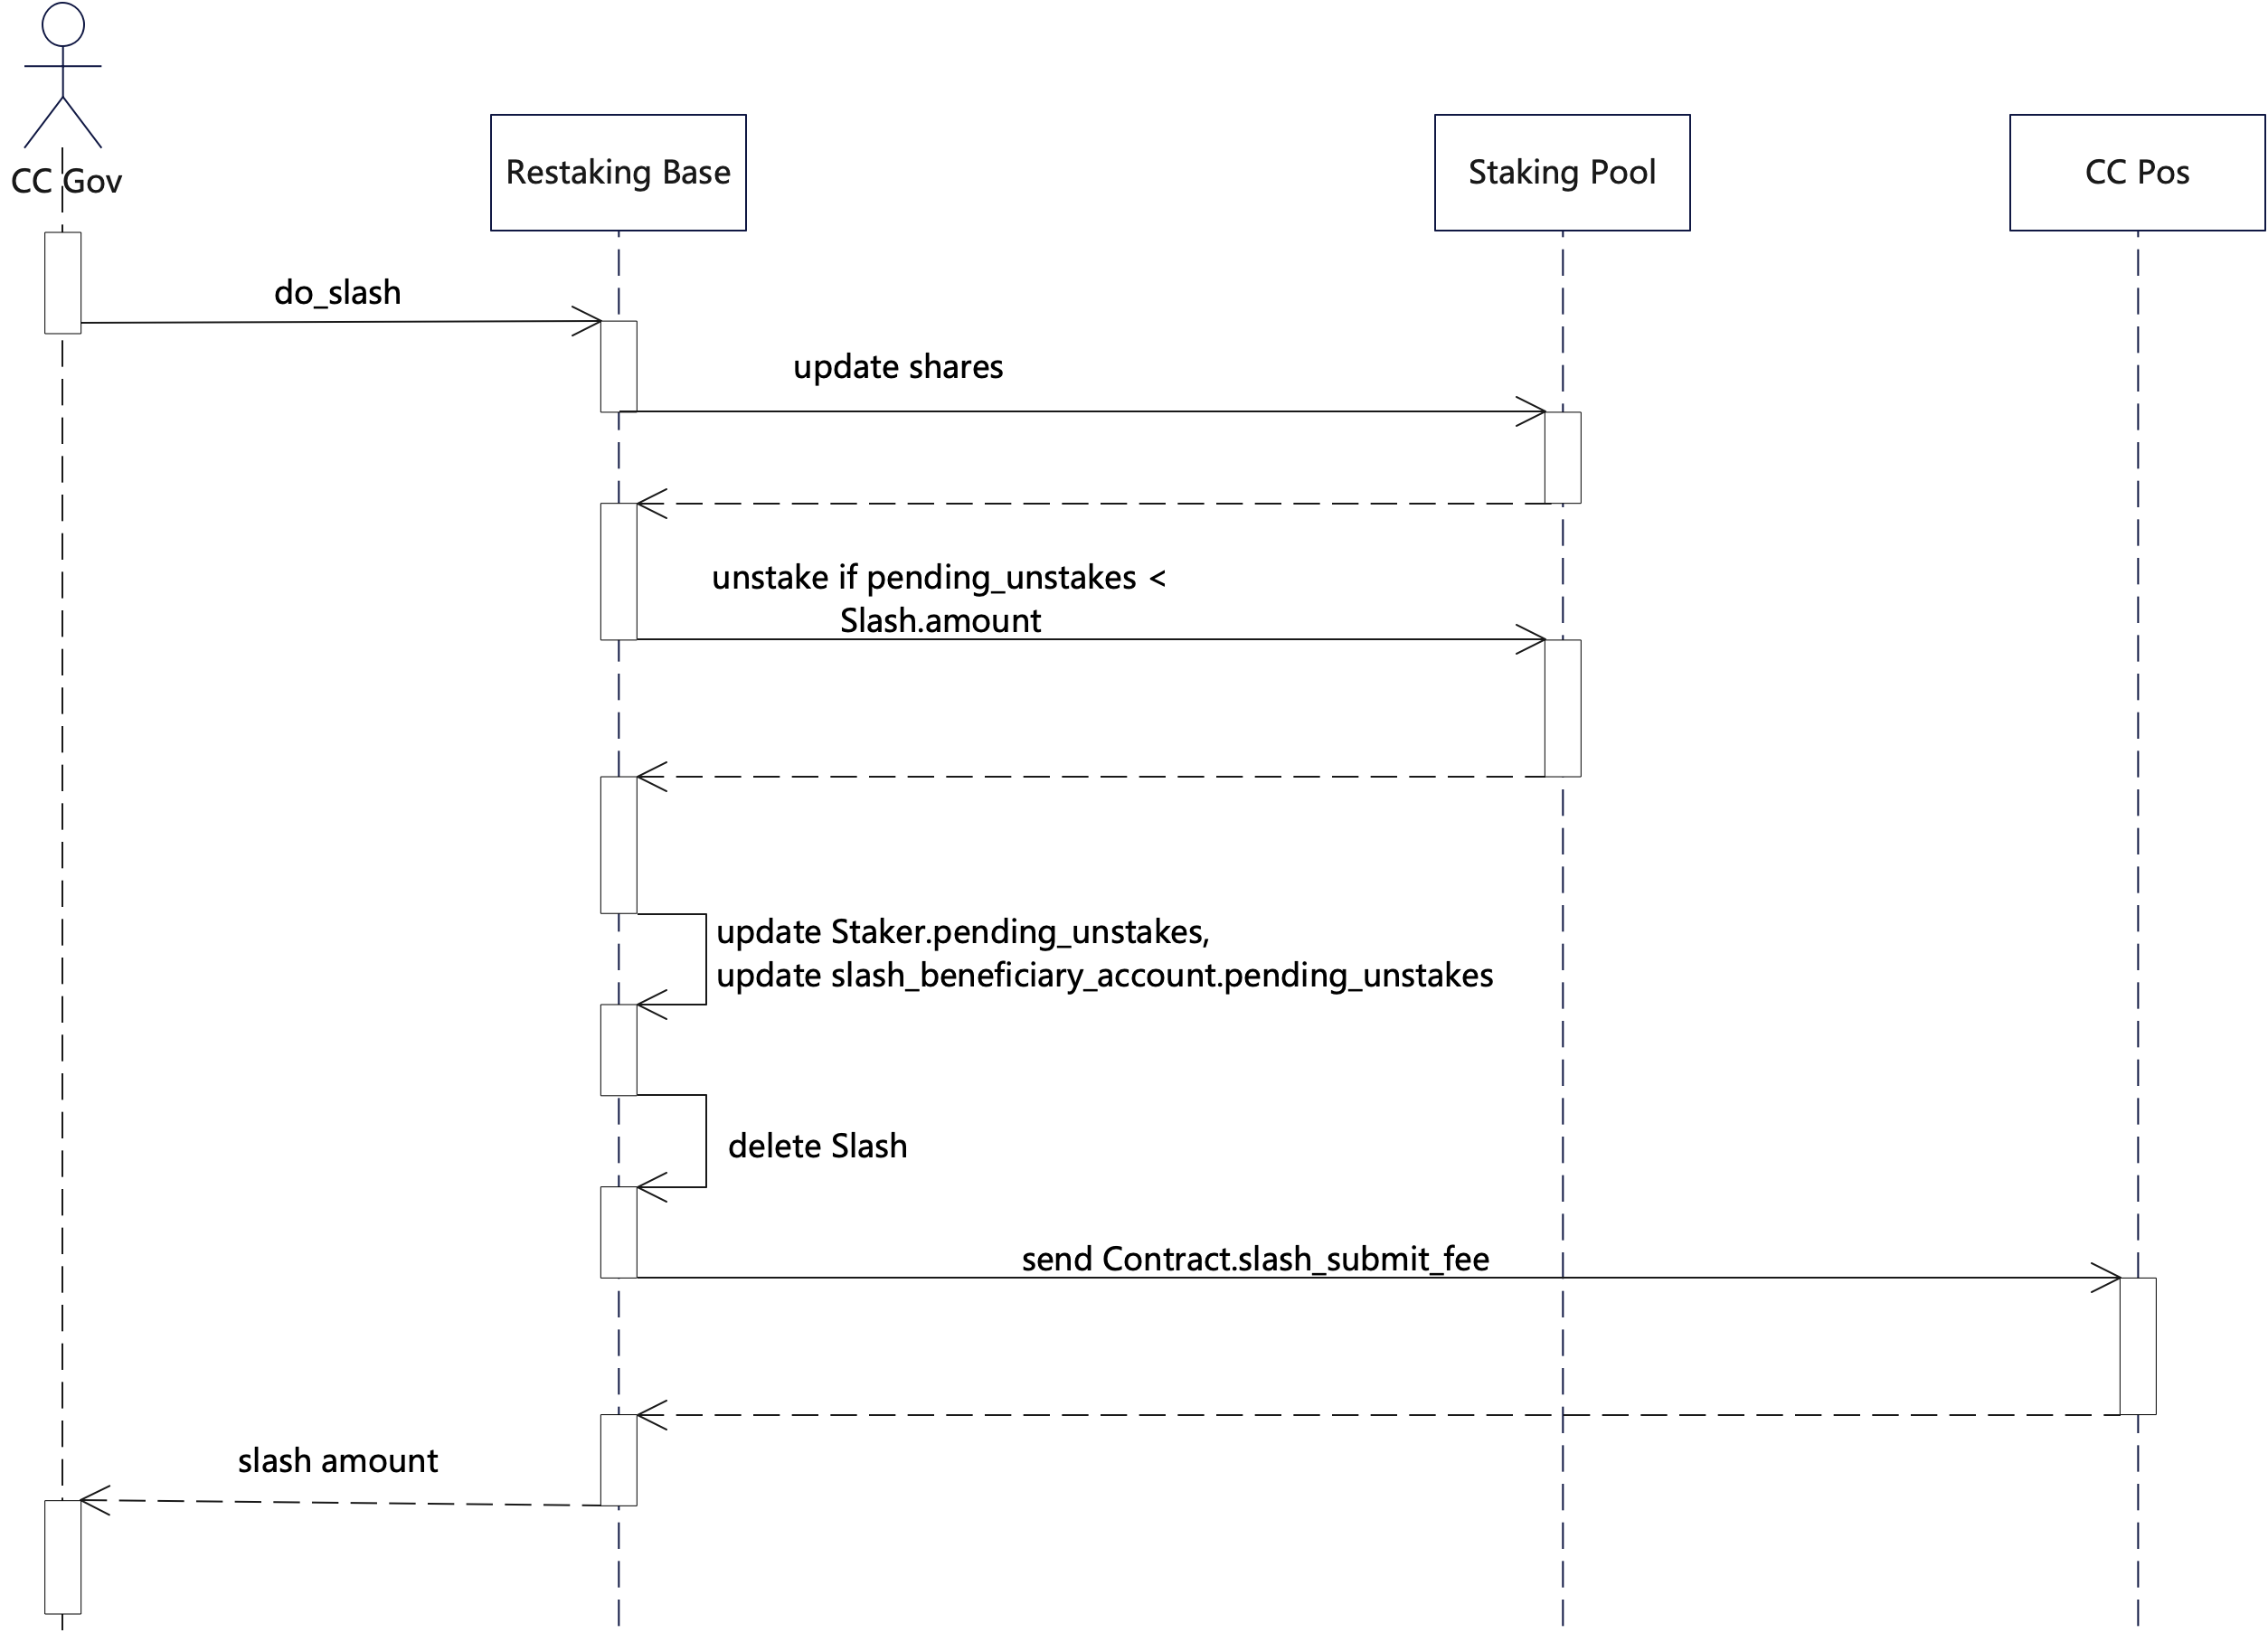 CC Gov
Restaking Base
Staking Pool
CC Pos
do_slash
update shares
unstake if pending_unstakes <
Slash.amount
update Staker.pending_unstakes,
update slash_beneficiary_account.pending_unstakes
delete Slash
send Contract.slash_submit_fee
slash amount